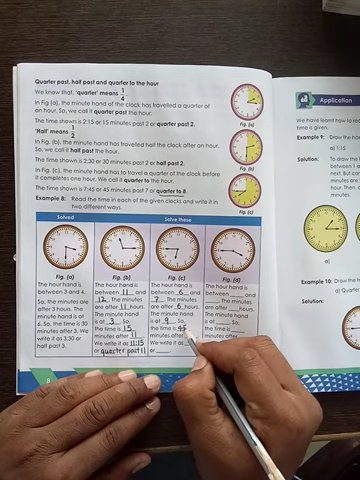 Quarter past, half past and quarter to the hour
We know that, 'quarter' means 1/4.
In Fig (a), the minute hand of the clock has travelled a quarter of
an hour. So, we call it quarter past the hour.
The time shown is 2:15 or 15 minutes past 2 or quarter past 2.
'Half' means 1/2
In Fig. (b), the minute hand has travelled half the clock after an hour.
So, we call it half past the hour.
The time shown is 2:30 or 30 minutes past 2 or half past 2.
In Fig. (c), the minute hand has to travel a quarter of the clock before
it completes one hour. We call it quarter to the hour.
The time shown is 7:45 or 45 minutes past 7 or quarter to 8.
Example 8: Read the time in each of the given clocks and write it in
two different ways.
Fig. (a)
Fig. (b)
Fig. (c)
Solved
Solve these
Fig. (a)
The hour hand is
between 3 and 4.
So, the minutes are
after 3 hours. The
minute hand is at
6. So, the time is 30
minutes after 3. We
write it as 3:30 or
half past 3.
Fig. (b)
The hour hand is
between 11 and
12. The minutes
are after 11 hours.
The minute hand
is at 3. So,
the time is 15
minutes after 11.
We write it as 11:15
or quarter past 11
Fig. (c)
The hour hand is
between 6 and
7. The minutes
are after 6 hours.
The minute hand
is at 9. So,
the time is 45
minutes after
We write it as
or
Fig. (d)
The hour hand is
between ___ and
___. The minutes
are after ___ hours.
The minute hand
is at ___. So,
the time is ___
minutes after
8
Application
We have learnt how to rec
time is given.
Example 9: Draw the
a) 1:15
Solution: To draw the
between 1 a
next. But car
minutes are
hour. Then,
minutes.
a)
Example 10: Draw the
a) Quarter
Solution: